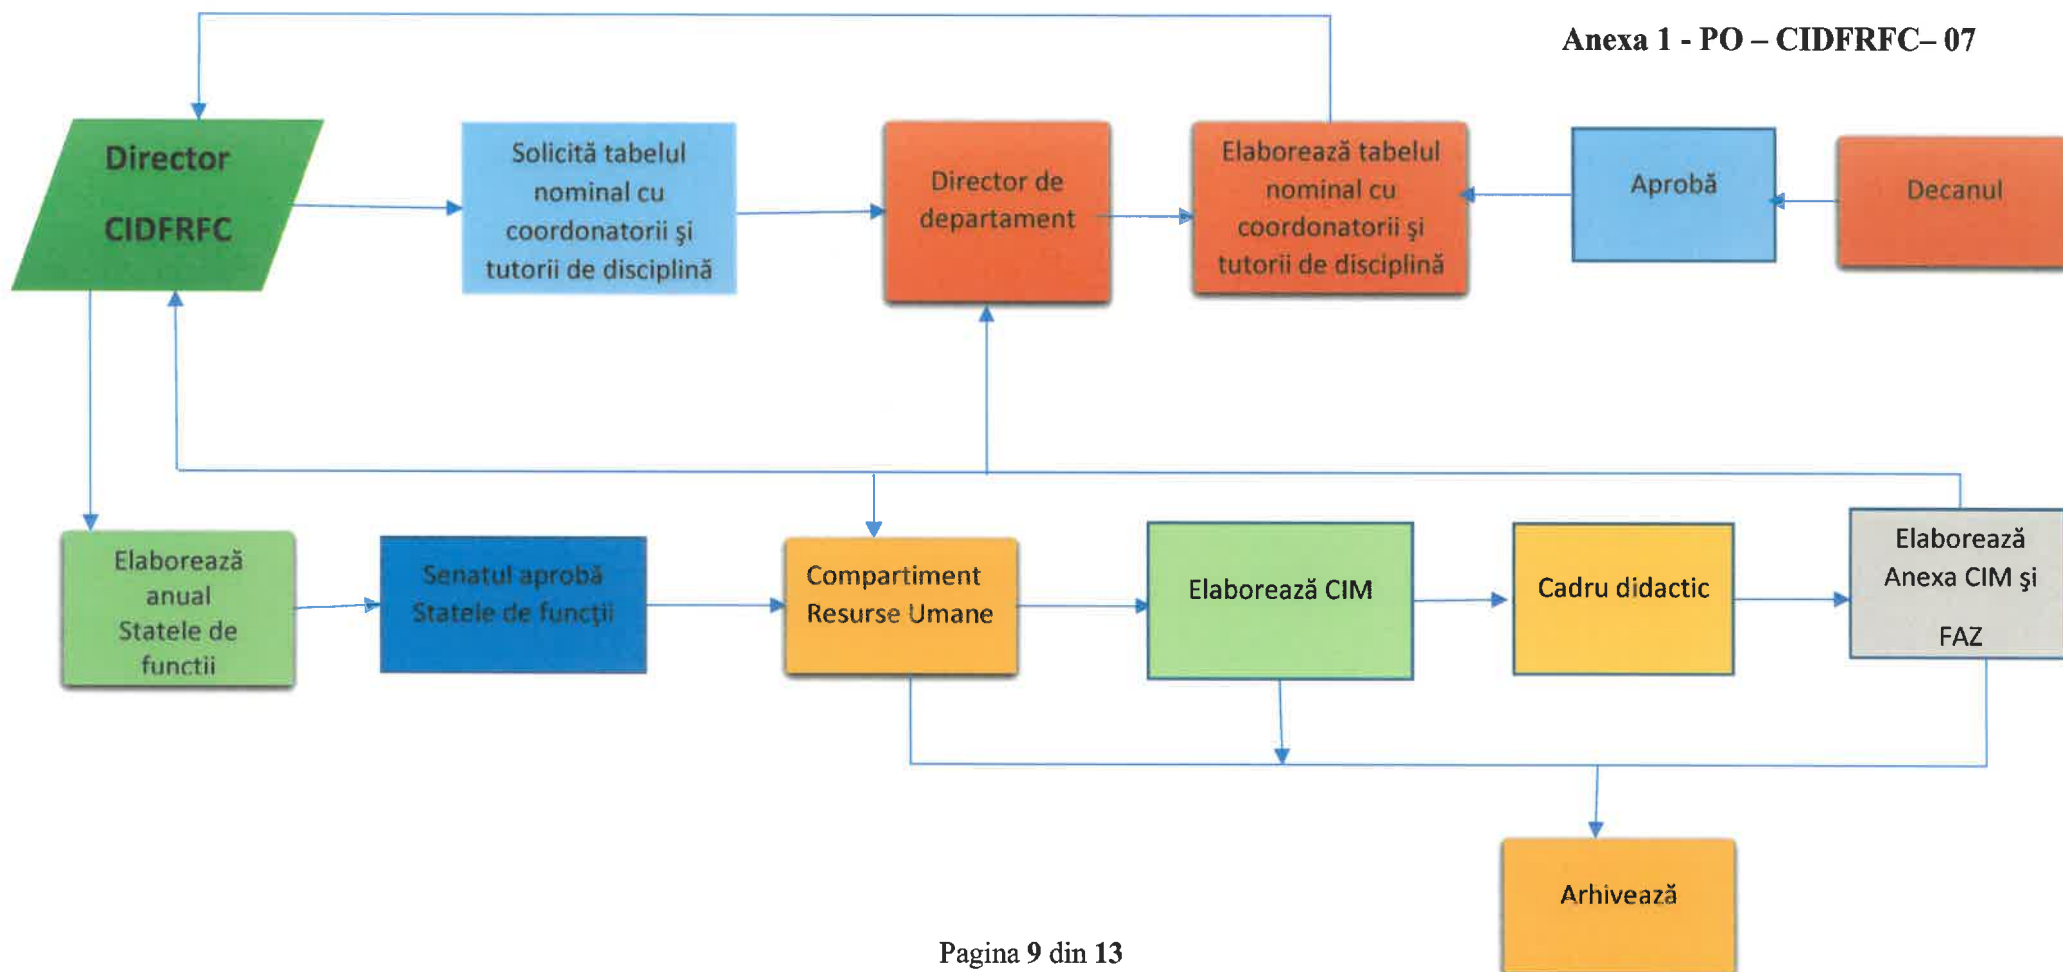 Anexa 1 - PO – CIDFRFC– 07
Director
CIDFRFC
Solicită tabelul
nominal cu
coordonatorii şi
tutorii de disciplină
Director de
departament
Elaborează tabelul
nominal cu
coordonatorii şi
tutorii de disciplină
Aprobă
Decanul
Elaborează
anual
Statele de
funcții
Senatul aprobă
Statele de funcţii
Compartiment
Resurse Umane
Elaborează CIM
Cadru didactic
Elaborează
Anexa CIM şi
FAZ
Arhivează
Pagina 9 din 13